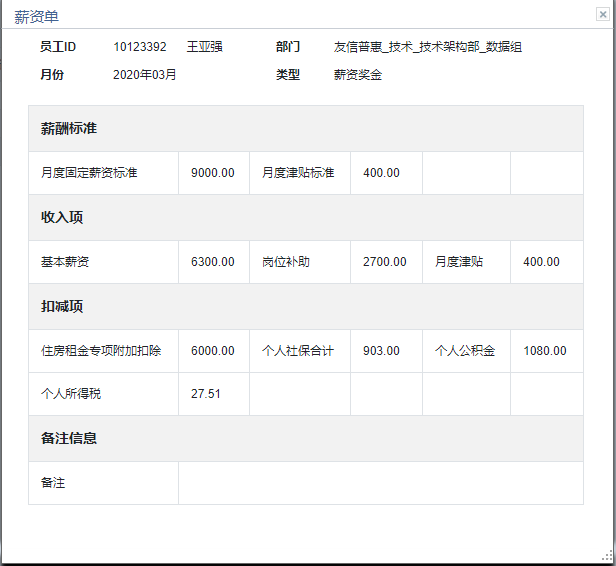 薪资单
员工ID 10123392 王亚强 部门 友信普惠_技术_技术架构部_数据组
月份 2020年03月 类型 薪资奖金
薪酬标准
月度固定薪资标准 9000.00 月度津贴标准 400.00
收入项
基本薪资 6300.00 岗位补助 2700.00 月度津贴 400.00
扣减项
住房租金专项附加扣除 6000.00 个人社保合计 903.00 个人公积金 1080.00
个人所得税 27.51
备注信息
备注